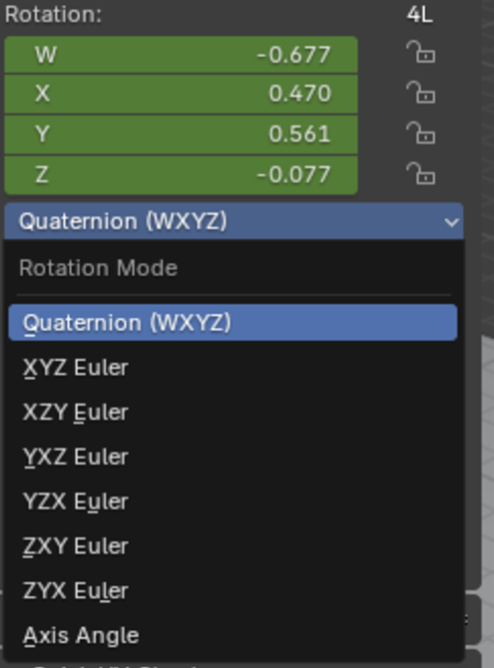 Rotation: 4L
W -0.677
X 0.470
Y 0.561
Z -0.077
Quaternion (WXYZ)
Rotation Mode
Quaternion (WXYZ)
XYZ Euler
XZY Euler
YXZ Euler
YZX Euler
ZXY Euler
ZYX Euler
Axis Angle